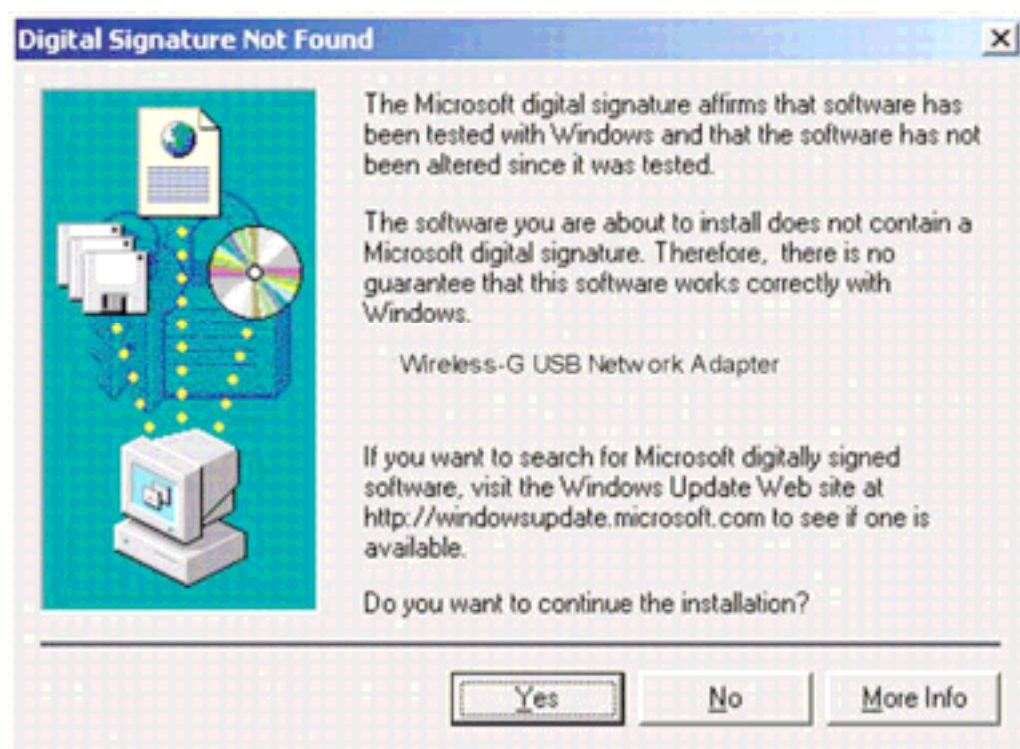 Digital Signature Not Found
The Microsoft digital signature affirms that software has
been tested with Windows and that the software has not
been altered since it was tested.
The software you are about to install does not contain a
Microsoft digital signature. Therefore, there is no
guarantee that this software works correctly with
Windows.
Wireless-G USB Network Adapter
If you want to search for Microsoft digitally signed
software, visit the Windows Update Web site at
http://windowsupdate.microsoft.com to see if one is
available.
Do you want to continue the installation?
Yes No More Info